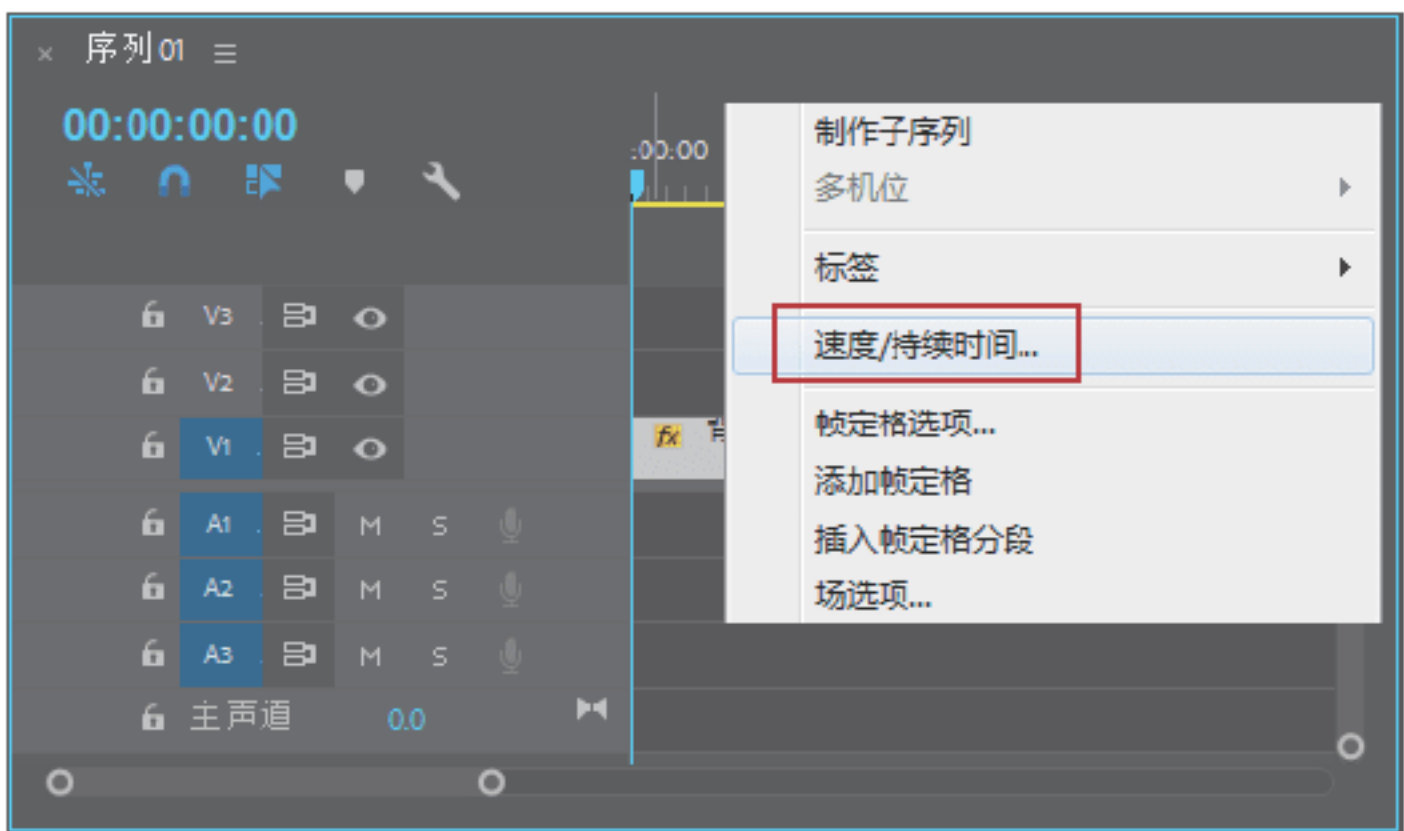 × 序列 01
00:00:00:00
:00:00
制作子序列
多机位
标签
速度/持续时间...
帧定格选项...
添加帧定格
插入帧定格分段
场选项...
V3
V2
V1
fx
A1 M S
A2 M S
A3 M S
主声道 0.0